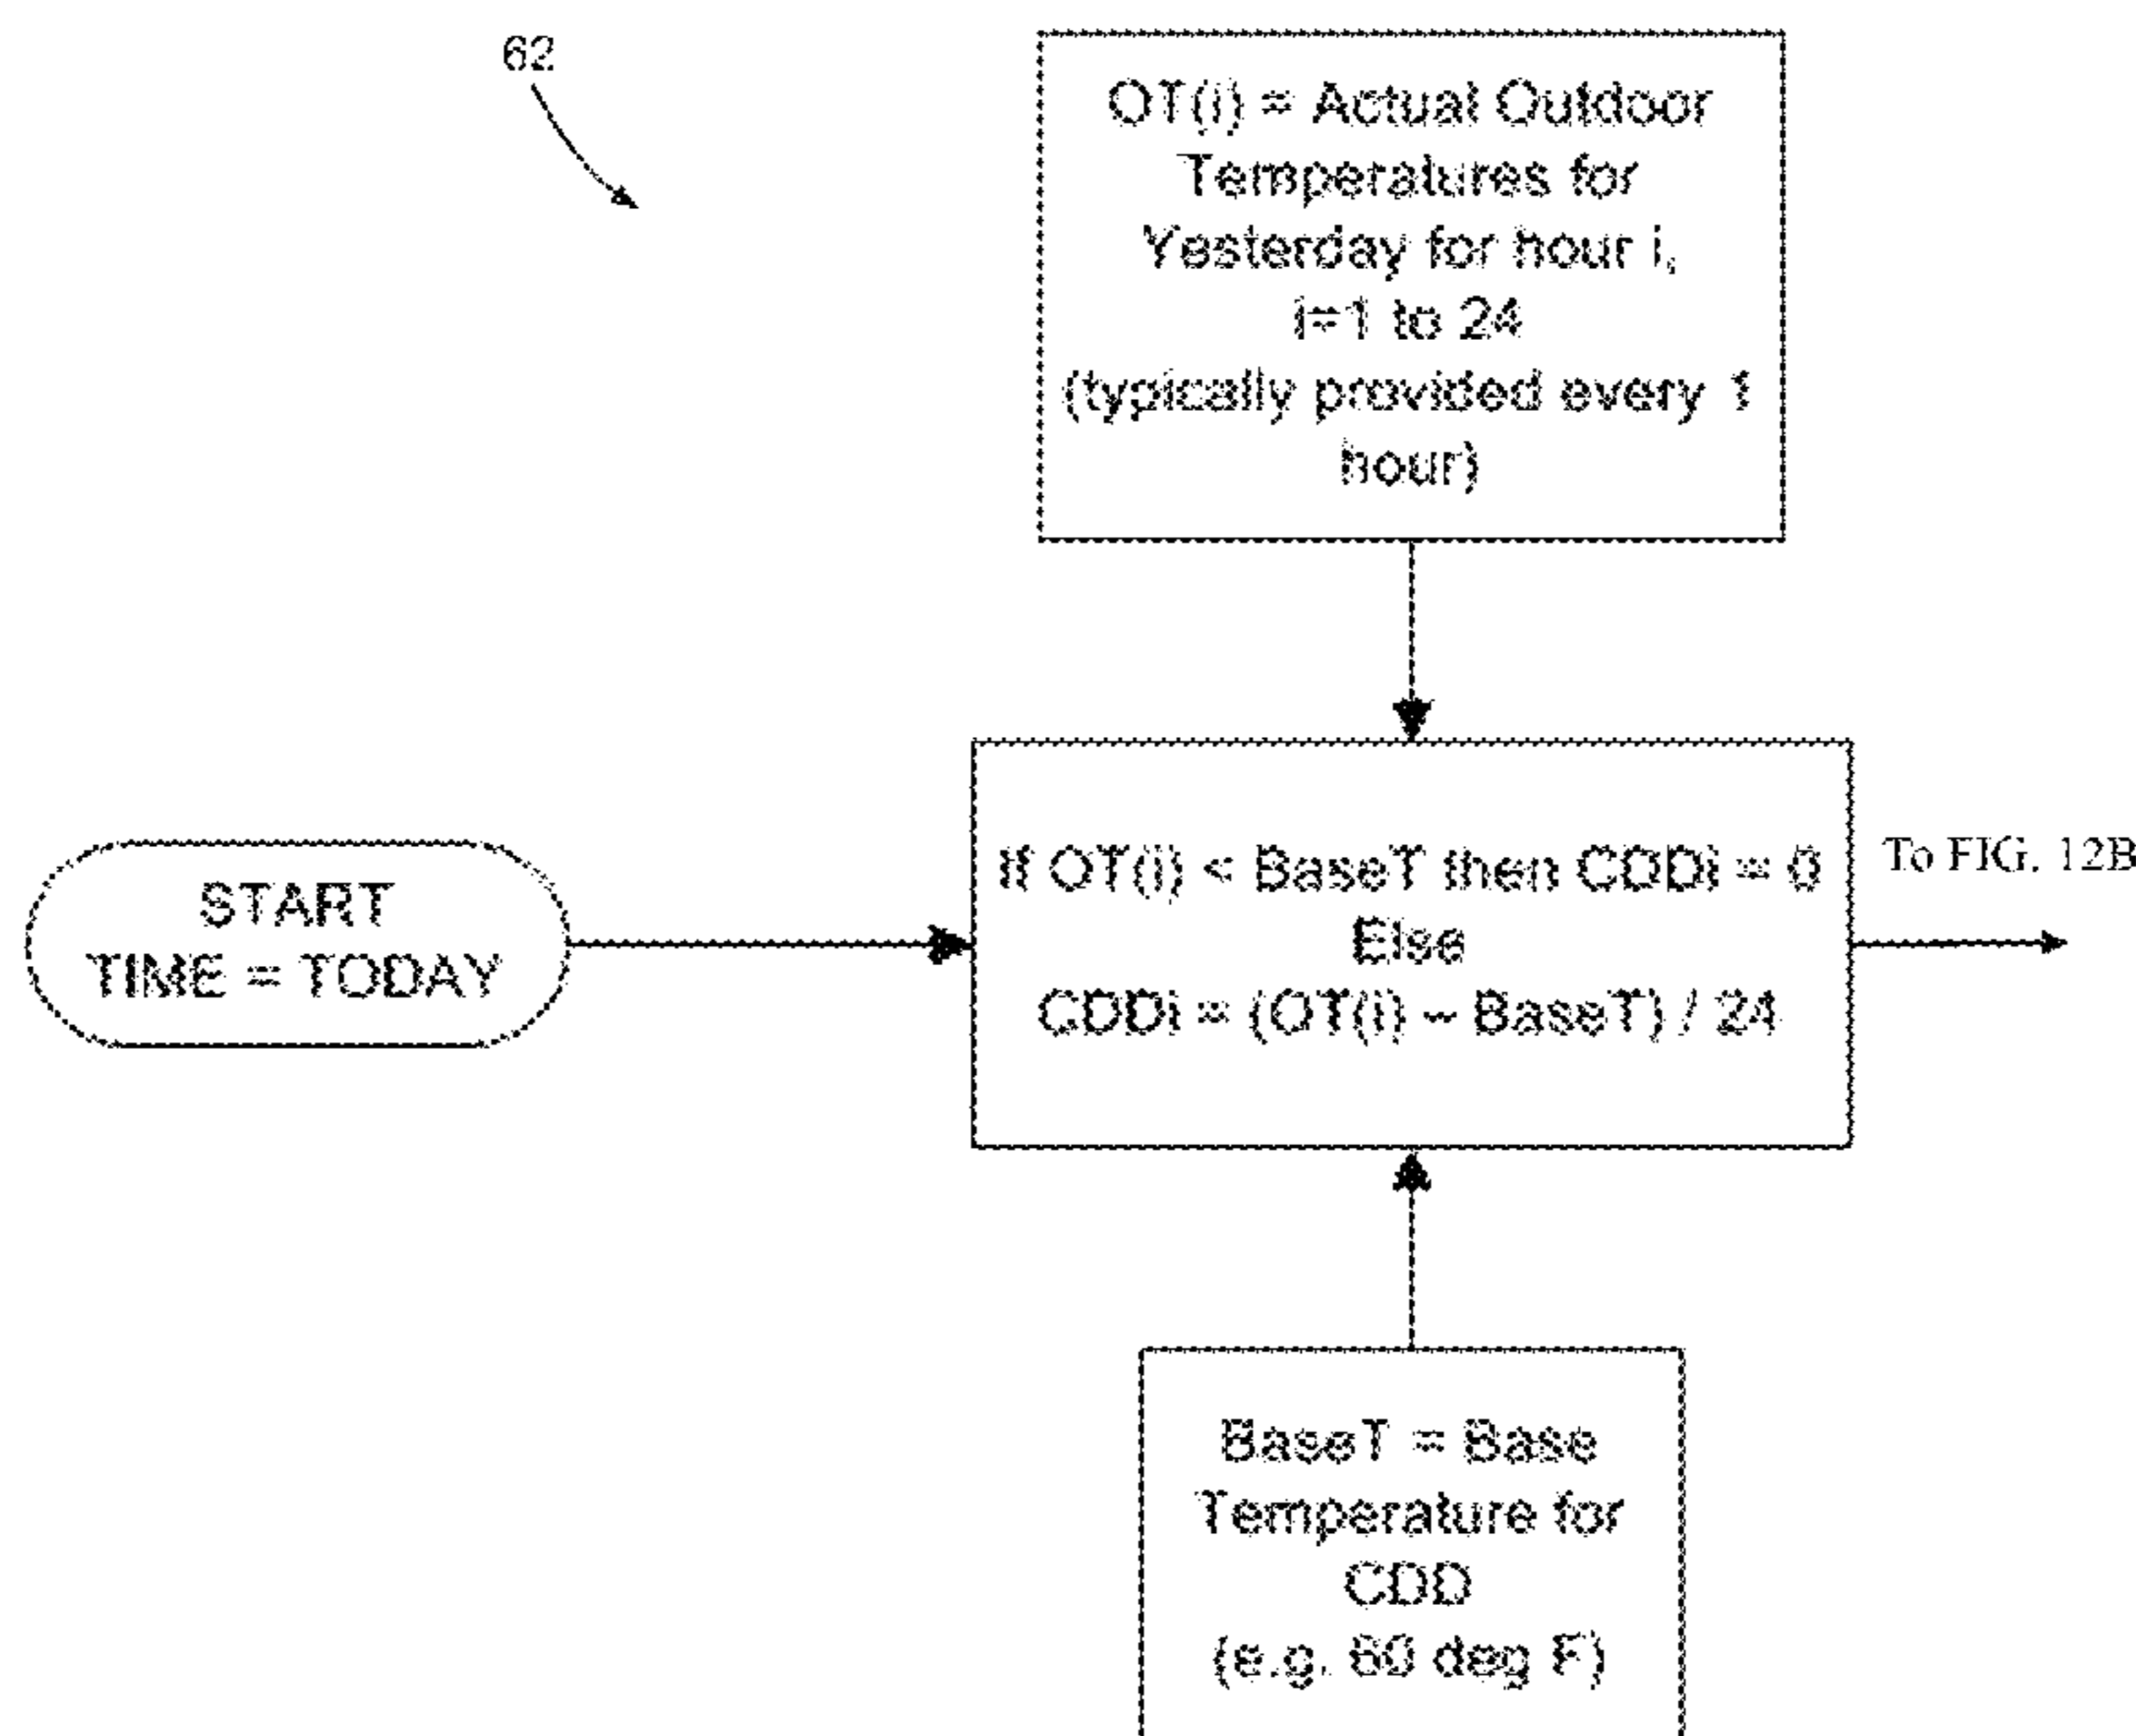 62
OT(i) = Actual Outdoor
Temperatures for
Yesterday for hour i,
i=1 to 24
(typically provided every 1
hour)
START
TIME = TODAY
If OT(i) < BaseT then CDDi = 0
Else
CDDi = (OT(i) – BaseT) / 24
To FIG. 12B
BaseT = Base
Temperature for
CDD
(e.g. 60 deg F)